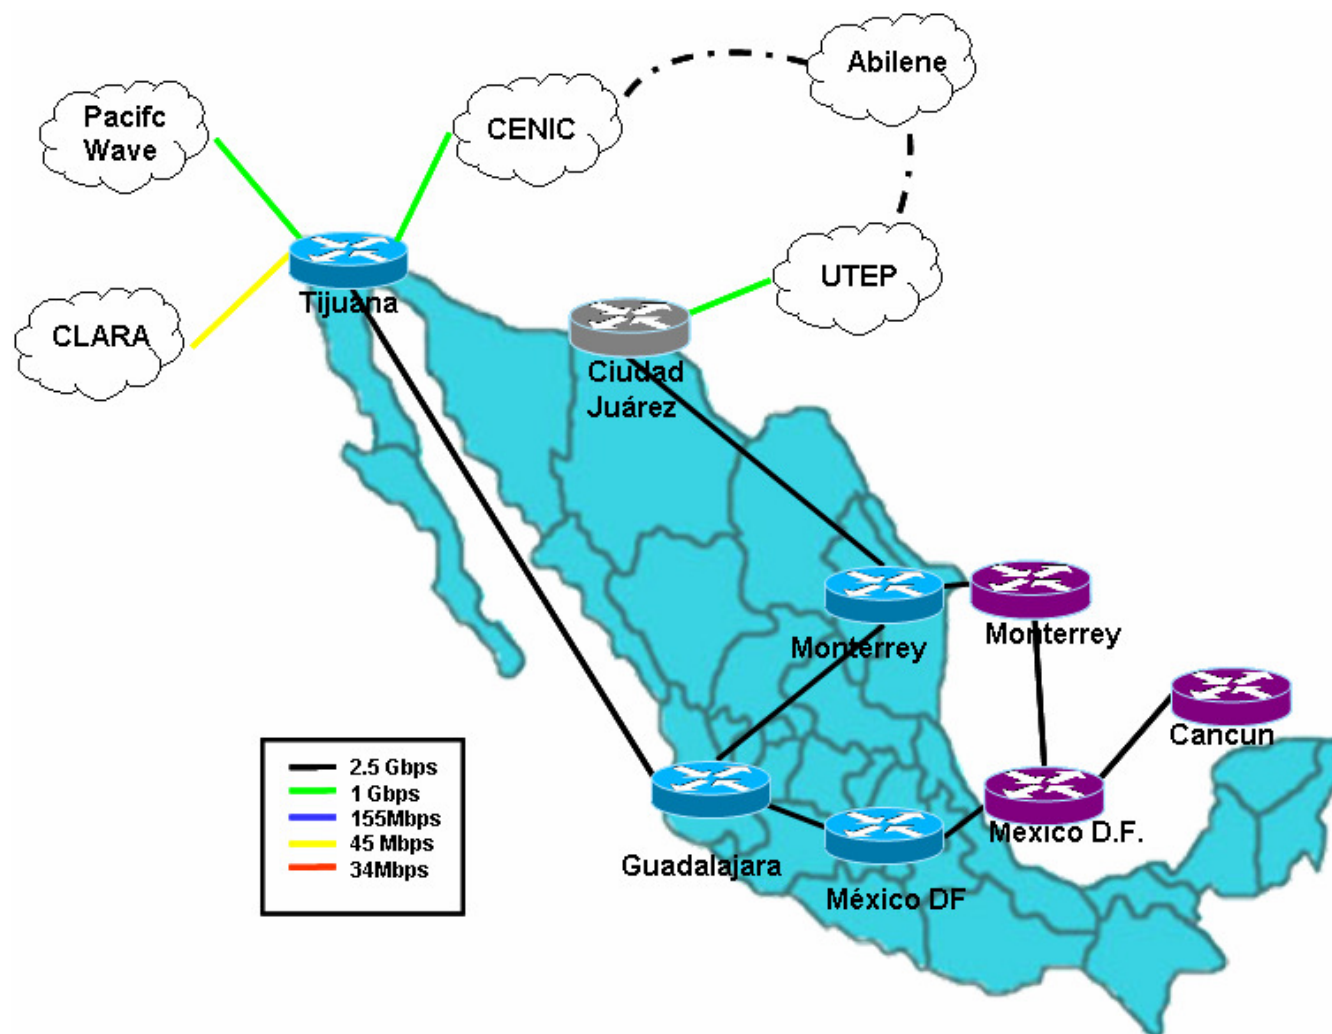 Abilene
Pacifc
Wave
CENIC
UTEP
Tijuana
CLARA
Ciudad
Juárez
Monterrey
Monterrey
Cancun
2.5 Gbps
1 Gbps
155Mbps
45 Mbps
34Mbps
Mexico D.F.
Guadalajara
México DF